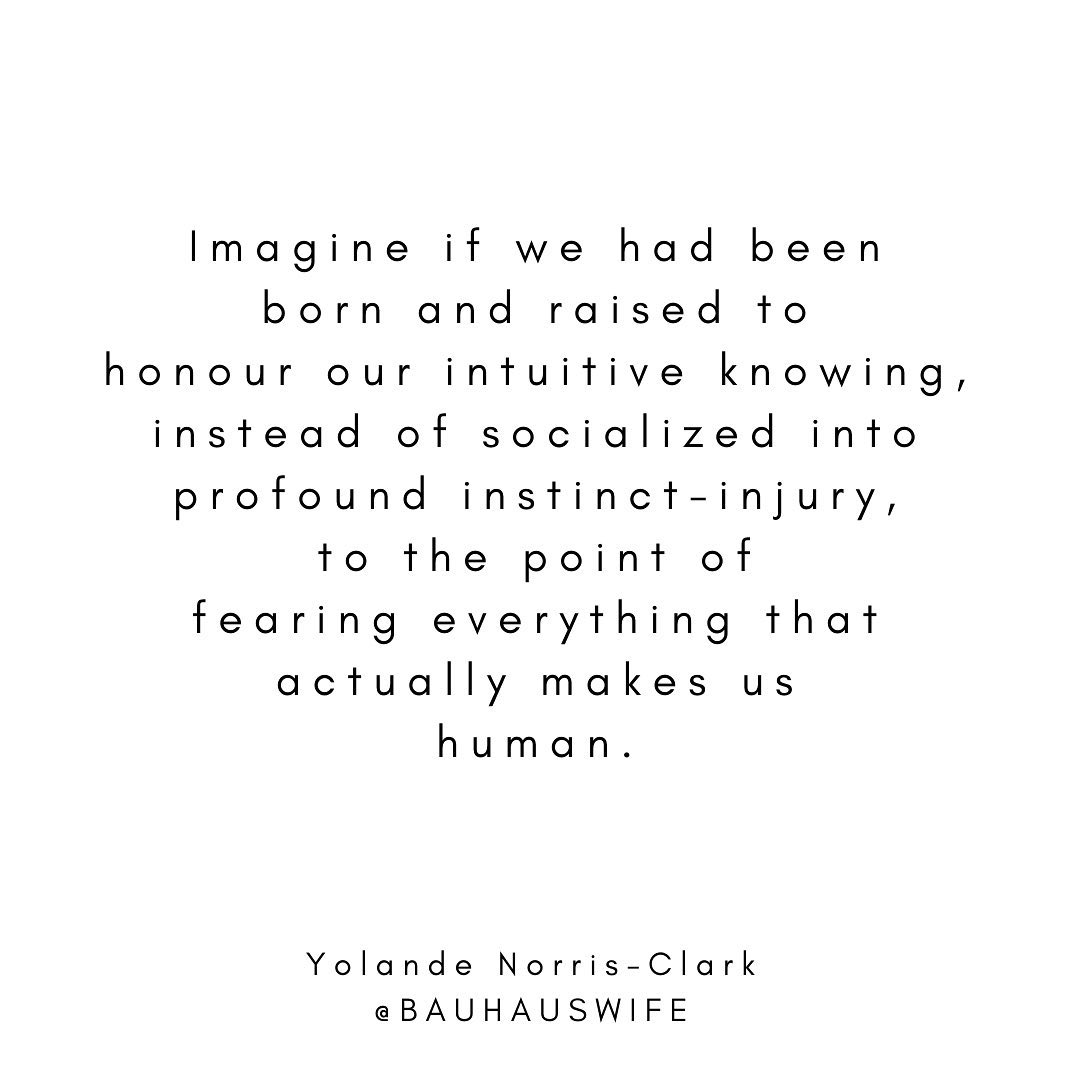 Imagine if we had been
born and raised to
honour our intuitive knowing,
instead of socialized into
profound instinct-injury,
to the point of
fearing everything that
actually makes us
human.
Yolande Norris-Clark
@BAUHAUSWIFE